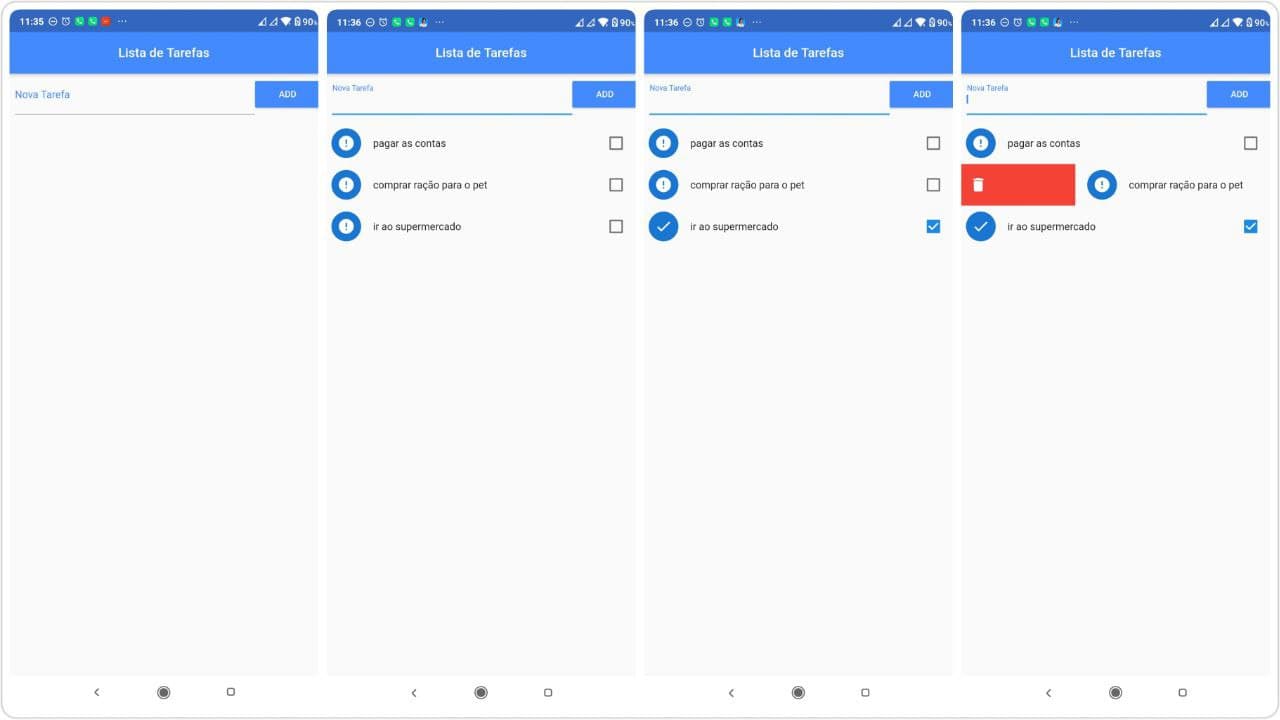 11:35 ... 90%
Lista de Tarefas
Nova Tarefa
ADD
11:36 ... 90%
Lista de Tarefas
Nova Tarefa
ADD
pagar as contas
comprar ração para o pet
ir ao supermercado
11:36 ... 90%
Lista de Tarefas
Nova Tarefa
ADD
pagar as contas
comprar ração para o pet
ir ao supermercado
11:36 ... 90%
Lista de Tarefas
Nova Tarefa
ADD
pagar as contas
comprar ração para o pet
ir ao supermercado